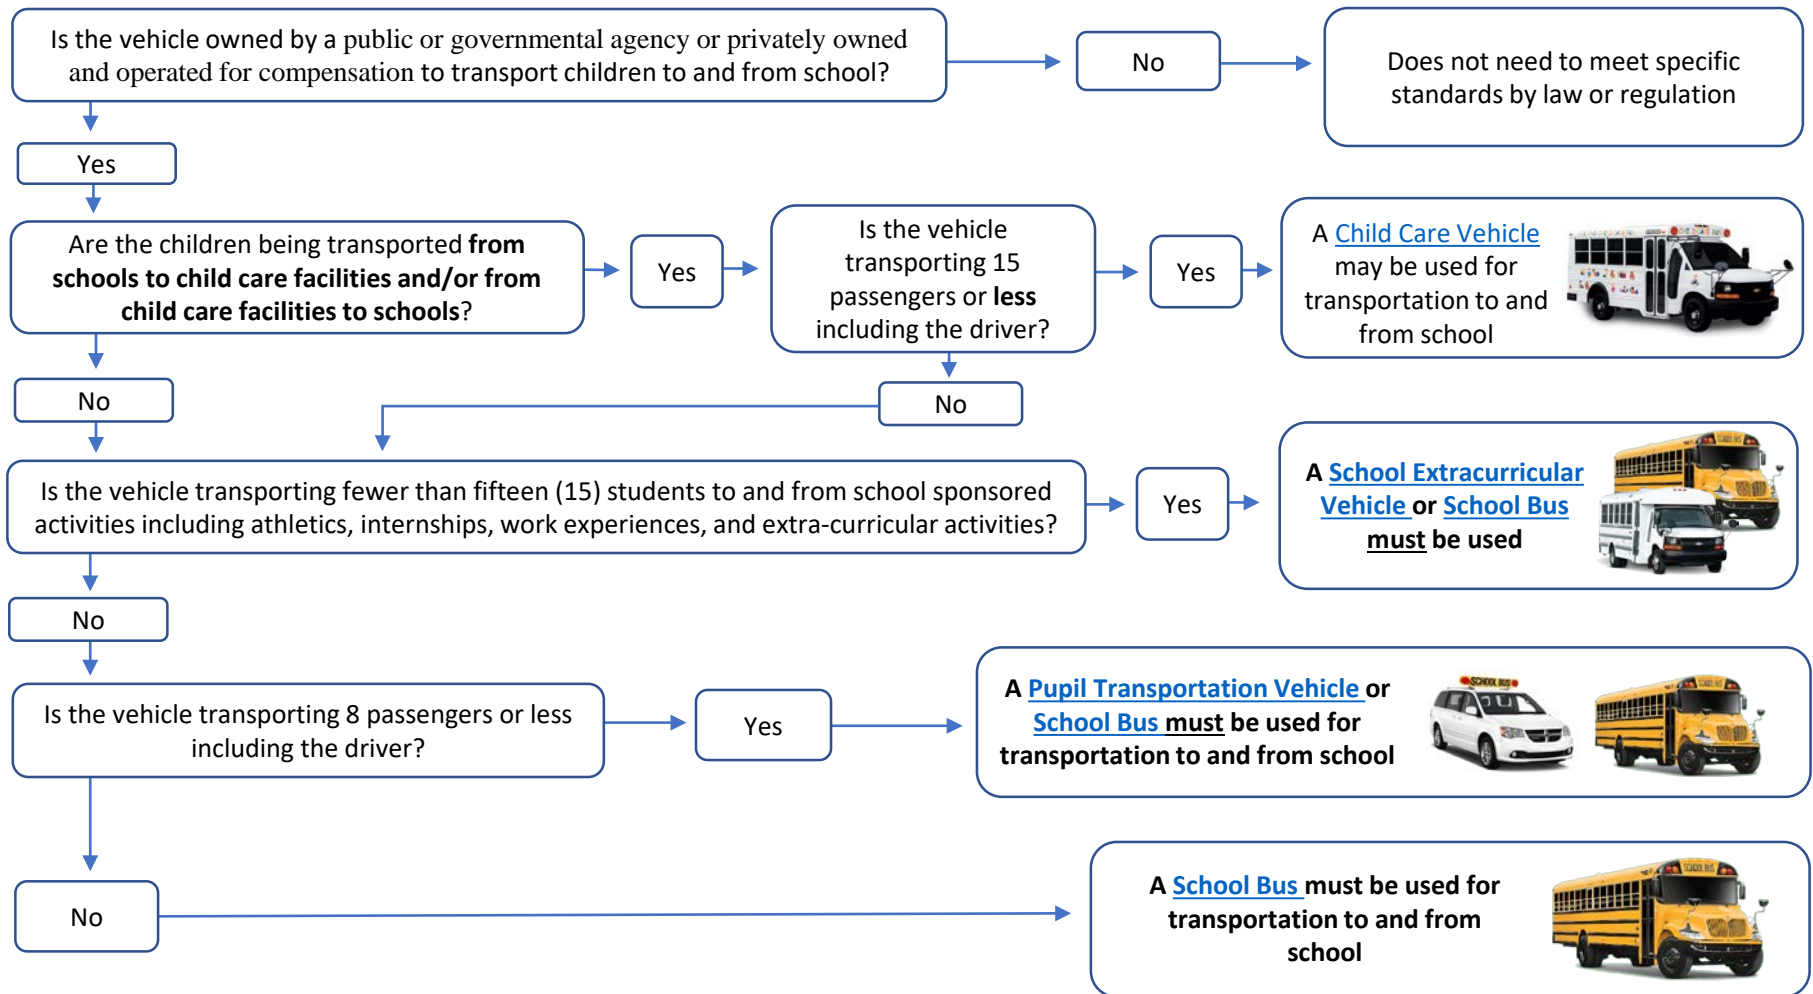 Is the vehicle owned by a public or governmental agency or privately owned
and operated for compensation to transport children to and from school?
No
Does not need to meet specific
standards by law or regulation
Yes
Are the children being transported from
schools to child care facilities and/or from
child care facilities to schools?
Yes
Is the vehicle
transporting 15
passengers or less
including the driver?
Yes
A Child Care Vehicle
may be used for
transportation to and
from school
No
No
Is the vehicle transporting fewer than fifteen (15) students to and from school sponsored
activities including athletics, internships, work experiences, and extra-curricular activities?
Yes
A School Extracurricular
Vehicle or School Bus
must be used
SCHOOL BUS
No
Is the vehicle transporting 8 passengers or less
including the driver?
Yes
A Pupil Transportation Vehicle or
School Bus must be used for
transportation to and from school
SCHOOL BUS
SCHOOL BUS
No
A School Bus must be used for
transportation to and from
school
SCHOOL BUS